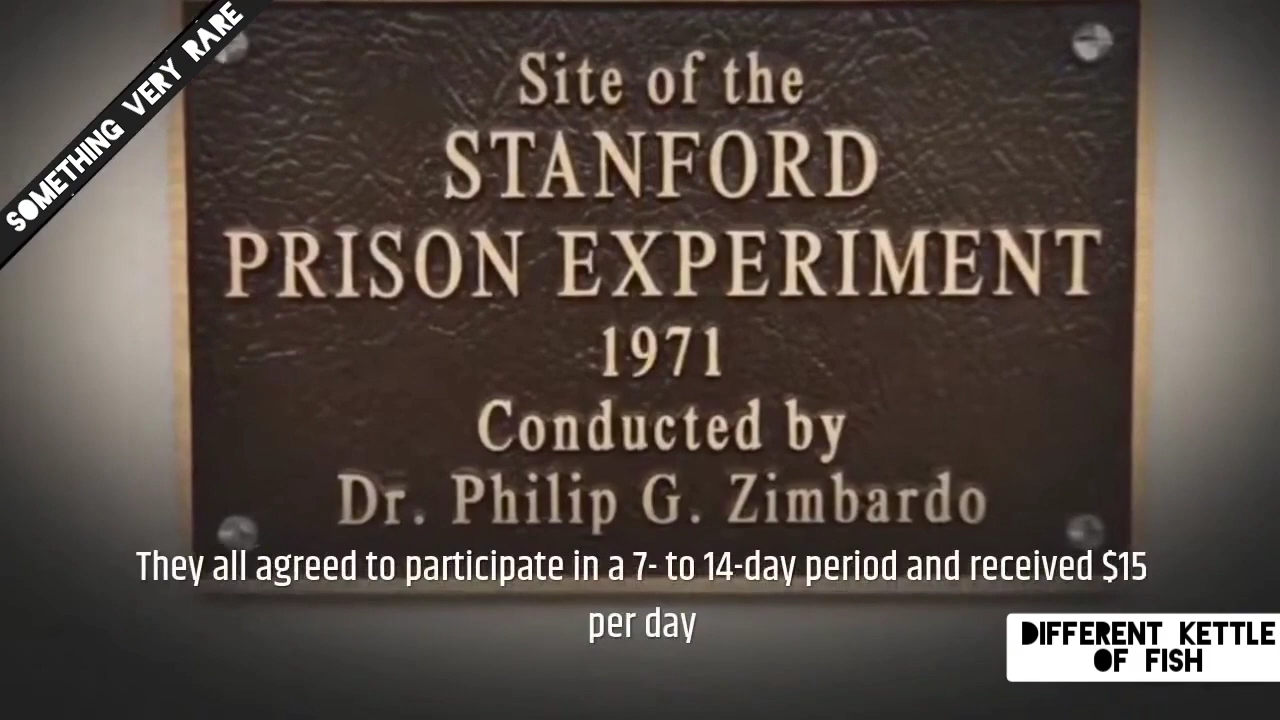 SOMETHING VERY RARE
Site of the
STANFORD
PRISON EXPERIMENT
1971
Conducted by
Dr. Philip G. Zimbardo
They all agreed to participate in a 7- to 14-day period and received $15
per day
DIFFERENT KETTLE
OF FISH